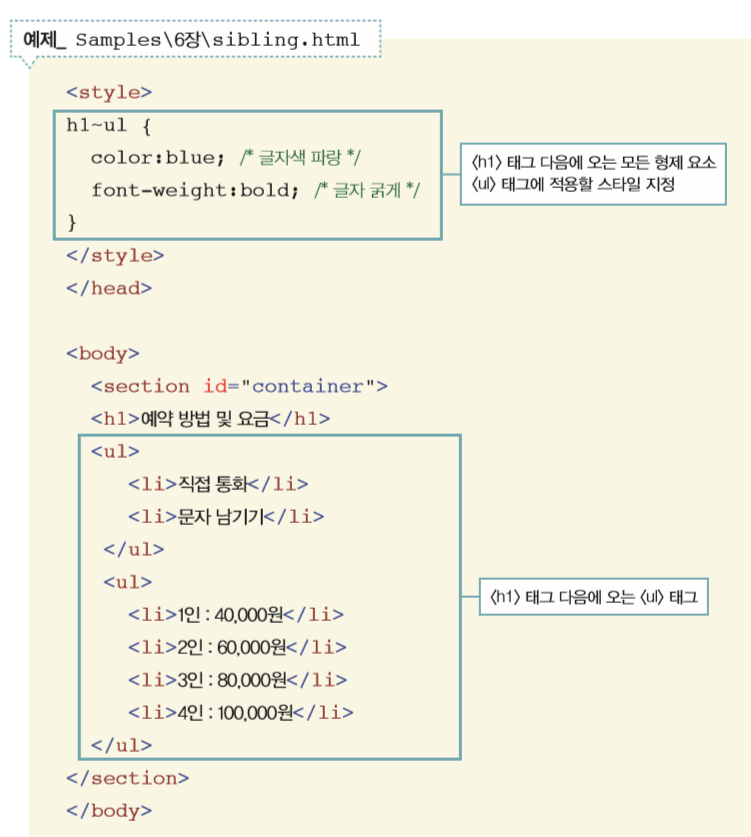 예제_ Samples\6장\sibling.html
<style>
h1~ul {
color:blue; /* 글자색 파랑 */
font-weight:bold; /* 글자 굵게 */
}
〈h1〉 태그 다음에 오는 모든 형제 요소
〈ul〉 태그에 적용할 스타일 지정
</style>
</head>
<body>
<section id="container">
<h1>예약 방법 및 요금</h1>
<ul>
<li>직접 통화</li>
<li>문자 남기기</li>
</ul>
<ul>
〈h1〉 태그 다음에 오는 〈ul〉 태그
<li>1인 : 40,000원</li>
<li>2인 : 60,000원</li>
<li>3인 : 80,000원</li>
<li>4인 : 100,000원</li>
</ul>
</section>
</body>